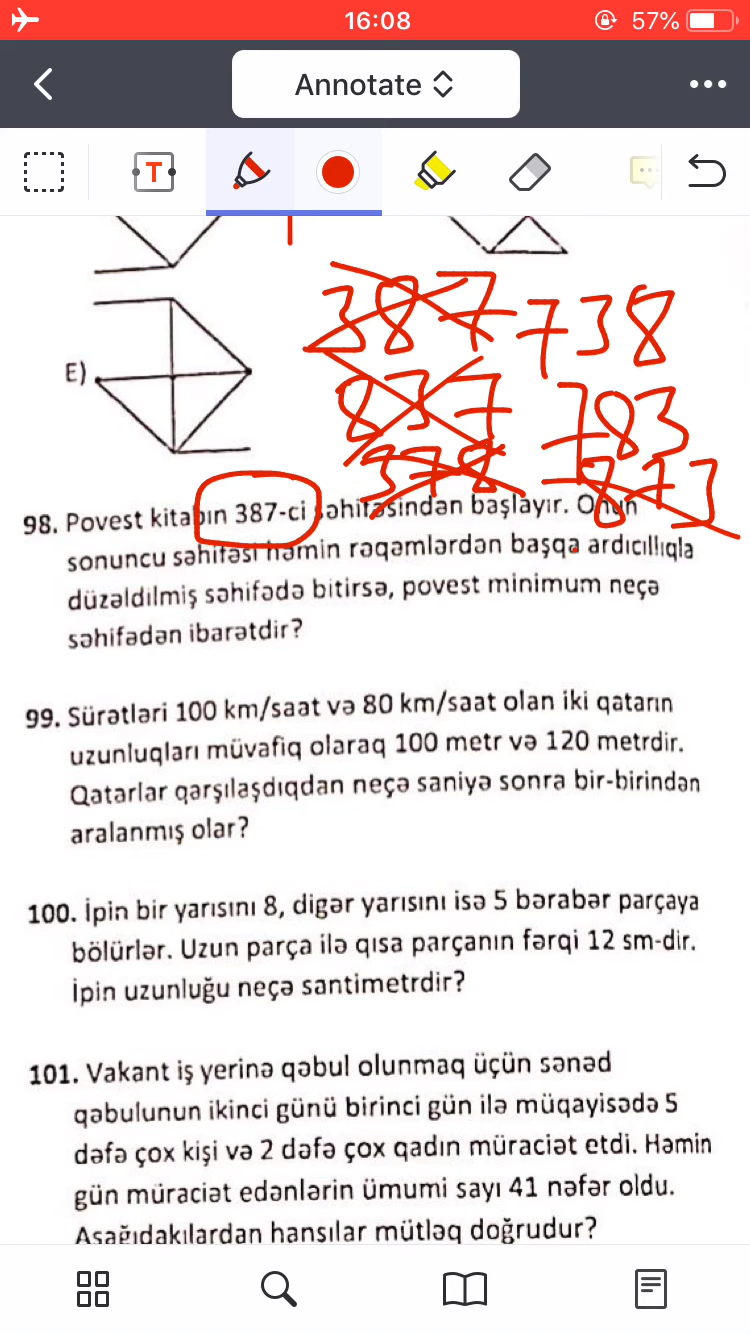 16:08
57%
Annotate
T
387 738
E)
837 783
378 873
98. Povest kitabın 387-ci səhifəsindən başlayır. Onun
sonuncu səhifəsi həmin rəqəmlərdən başqa ardıcıllıqla
düzəldilmiş səhifədə bitirsə, povest minimum neçə
səhifədən ibarətdir?
99. Sürətləri 100 km/saat və 80 km/saat olan iki qatarın
uzunluqları müvafiq olaraq 100 metr və 120 metrdir.
Qatarlar qarşılaşdıqdan neçə saniyə sonra bir-birindən
aralanmış olar?
100. İpin bir yarısını 8, digər yarısını isə 5 bərabər parçaya
bölürlər. Uzun parça ilə qısa parçanın fərqi 12 sm-dir.
İpin uzunluğu neçə santimetrdir?
101. Vakant iş yerinə qəbul olunmaq üçün sənəd
qəbulunun ikinci günü birinci gün ilə müqayisədə 5
dəfə çox kişi və 2 dəfə çox qadın müraciət etdi. Həmin
gün müraciət edənlərin ümumi sayı 41 nəfər oldu.
Aşağıdakılardan hansılar mütləq doğrudur?